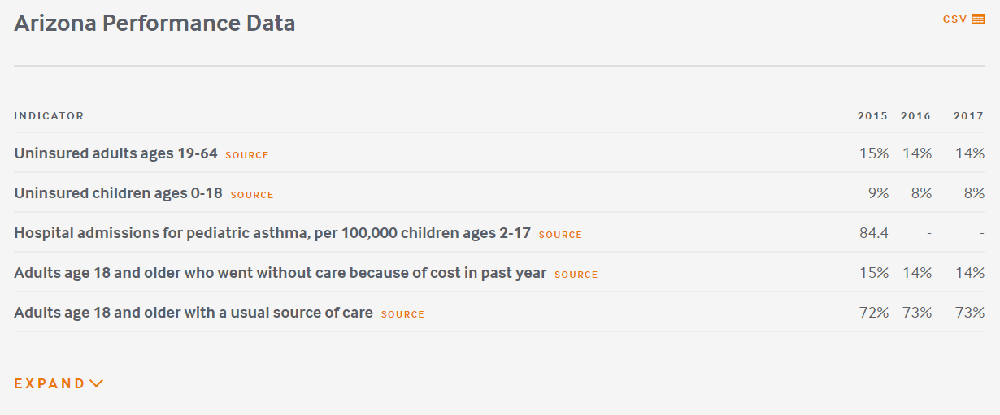 Arizona Performance Data
CSV
INDICATOR 2015 2016 2017
Uninsured adults ages 19-64 SOURCE 15% 14% 14%
Uninsured children ages 0-18 SOURCE 9% 8% 8%
Hospital admissions for pediatric asthma, per 100,000 children ages 2-17 SOURCE 84.4 - -
Adults age 18 and older who went without care because of cost in past year SOURCE 15% 14% 14%
Adults age 18 and older with a usual source of care SOURCE 72% 73% 73%
EXPAND